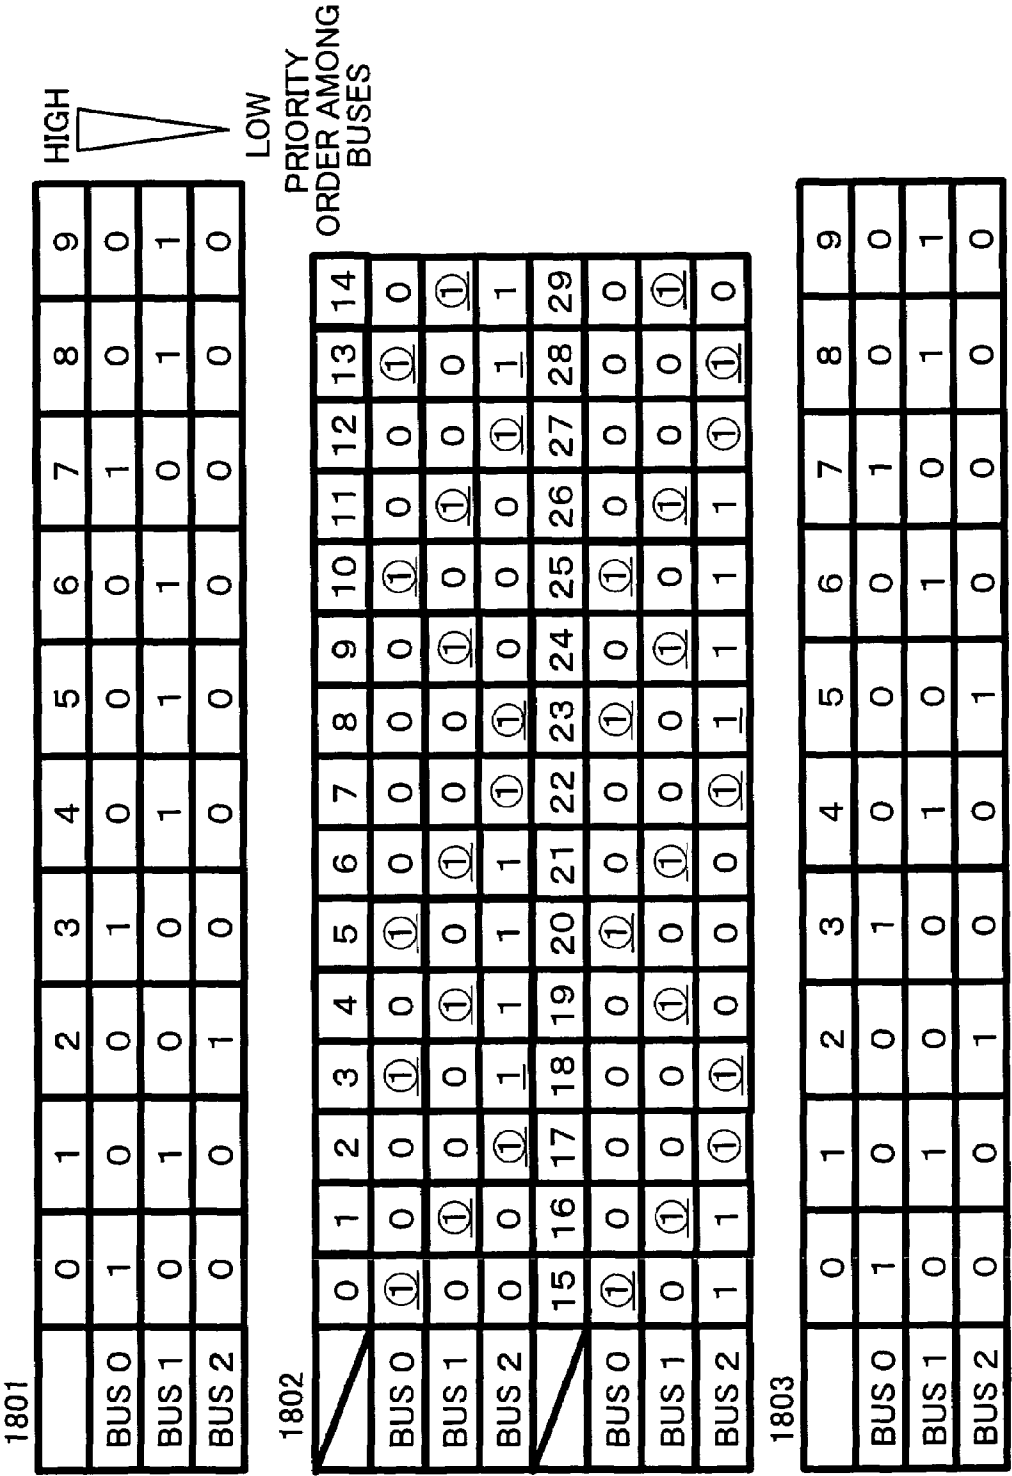 1801
0 1 2 3 4 5 6 7 8 9
BUS 0 1 0 0 1 0 0 0 1 0 0
BUS 1 0 1 0 0 1 1 1 0 1 1
BUS 2 0 0 1 0 0 0 0 0 0 0
HIGH
LOW
PRIORITY
ORDER AMONG
BUSES
1802
0 1 2 3 4 5 6 7 8 9 10 11 12 13 14
BUS 0 ① 0 0 ① 0 ① 0 0 0 0 ① 0 0 ① 0
BUS 1 0 ① 0 0 ① 0 ① 0 0 ① 0 ① 0 0 ①
BUS 2 0 0 ① 1 1 1 1 ① ① 0 0 0 ① 1 1
15 16 17 18 19 20 21 22 23 24 25 26 27 28 29
BUS 0 ① 0 0 0 0 ① 0 0 ① 0 ① 0 0 0 0
BUS 1 0 ① 0 0 ① 0 ① 0 0 ① 0 ① 0 0 ①
BUS 2 1 1 ① ① 0 0 0 ① 1 1 1 1 ① ① 0
1803
0 1 2 3 4 5 6 7 8 9
BUS 0 1 0 0 1 0 0 0 1 0 0
BUS 1 0 1 0 0 1 0 1 0 1 1
BUS 2 0 0 1 0 0 1 0 0 0 0